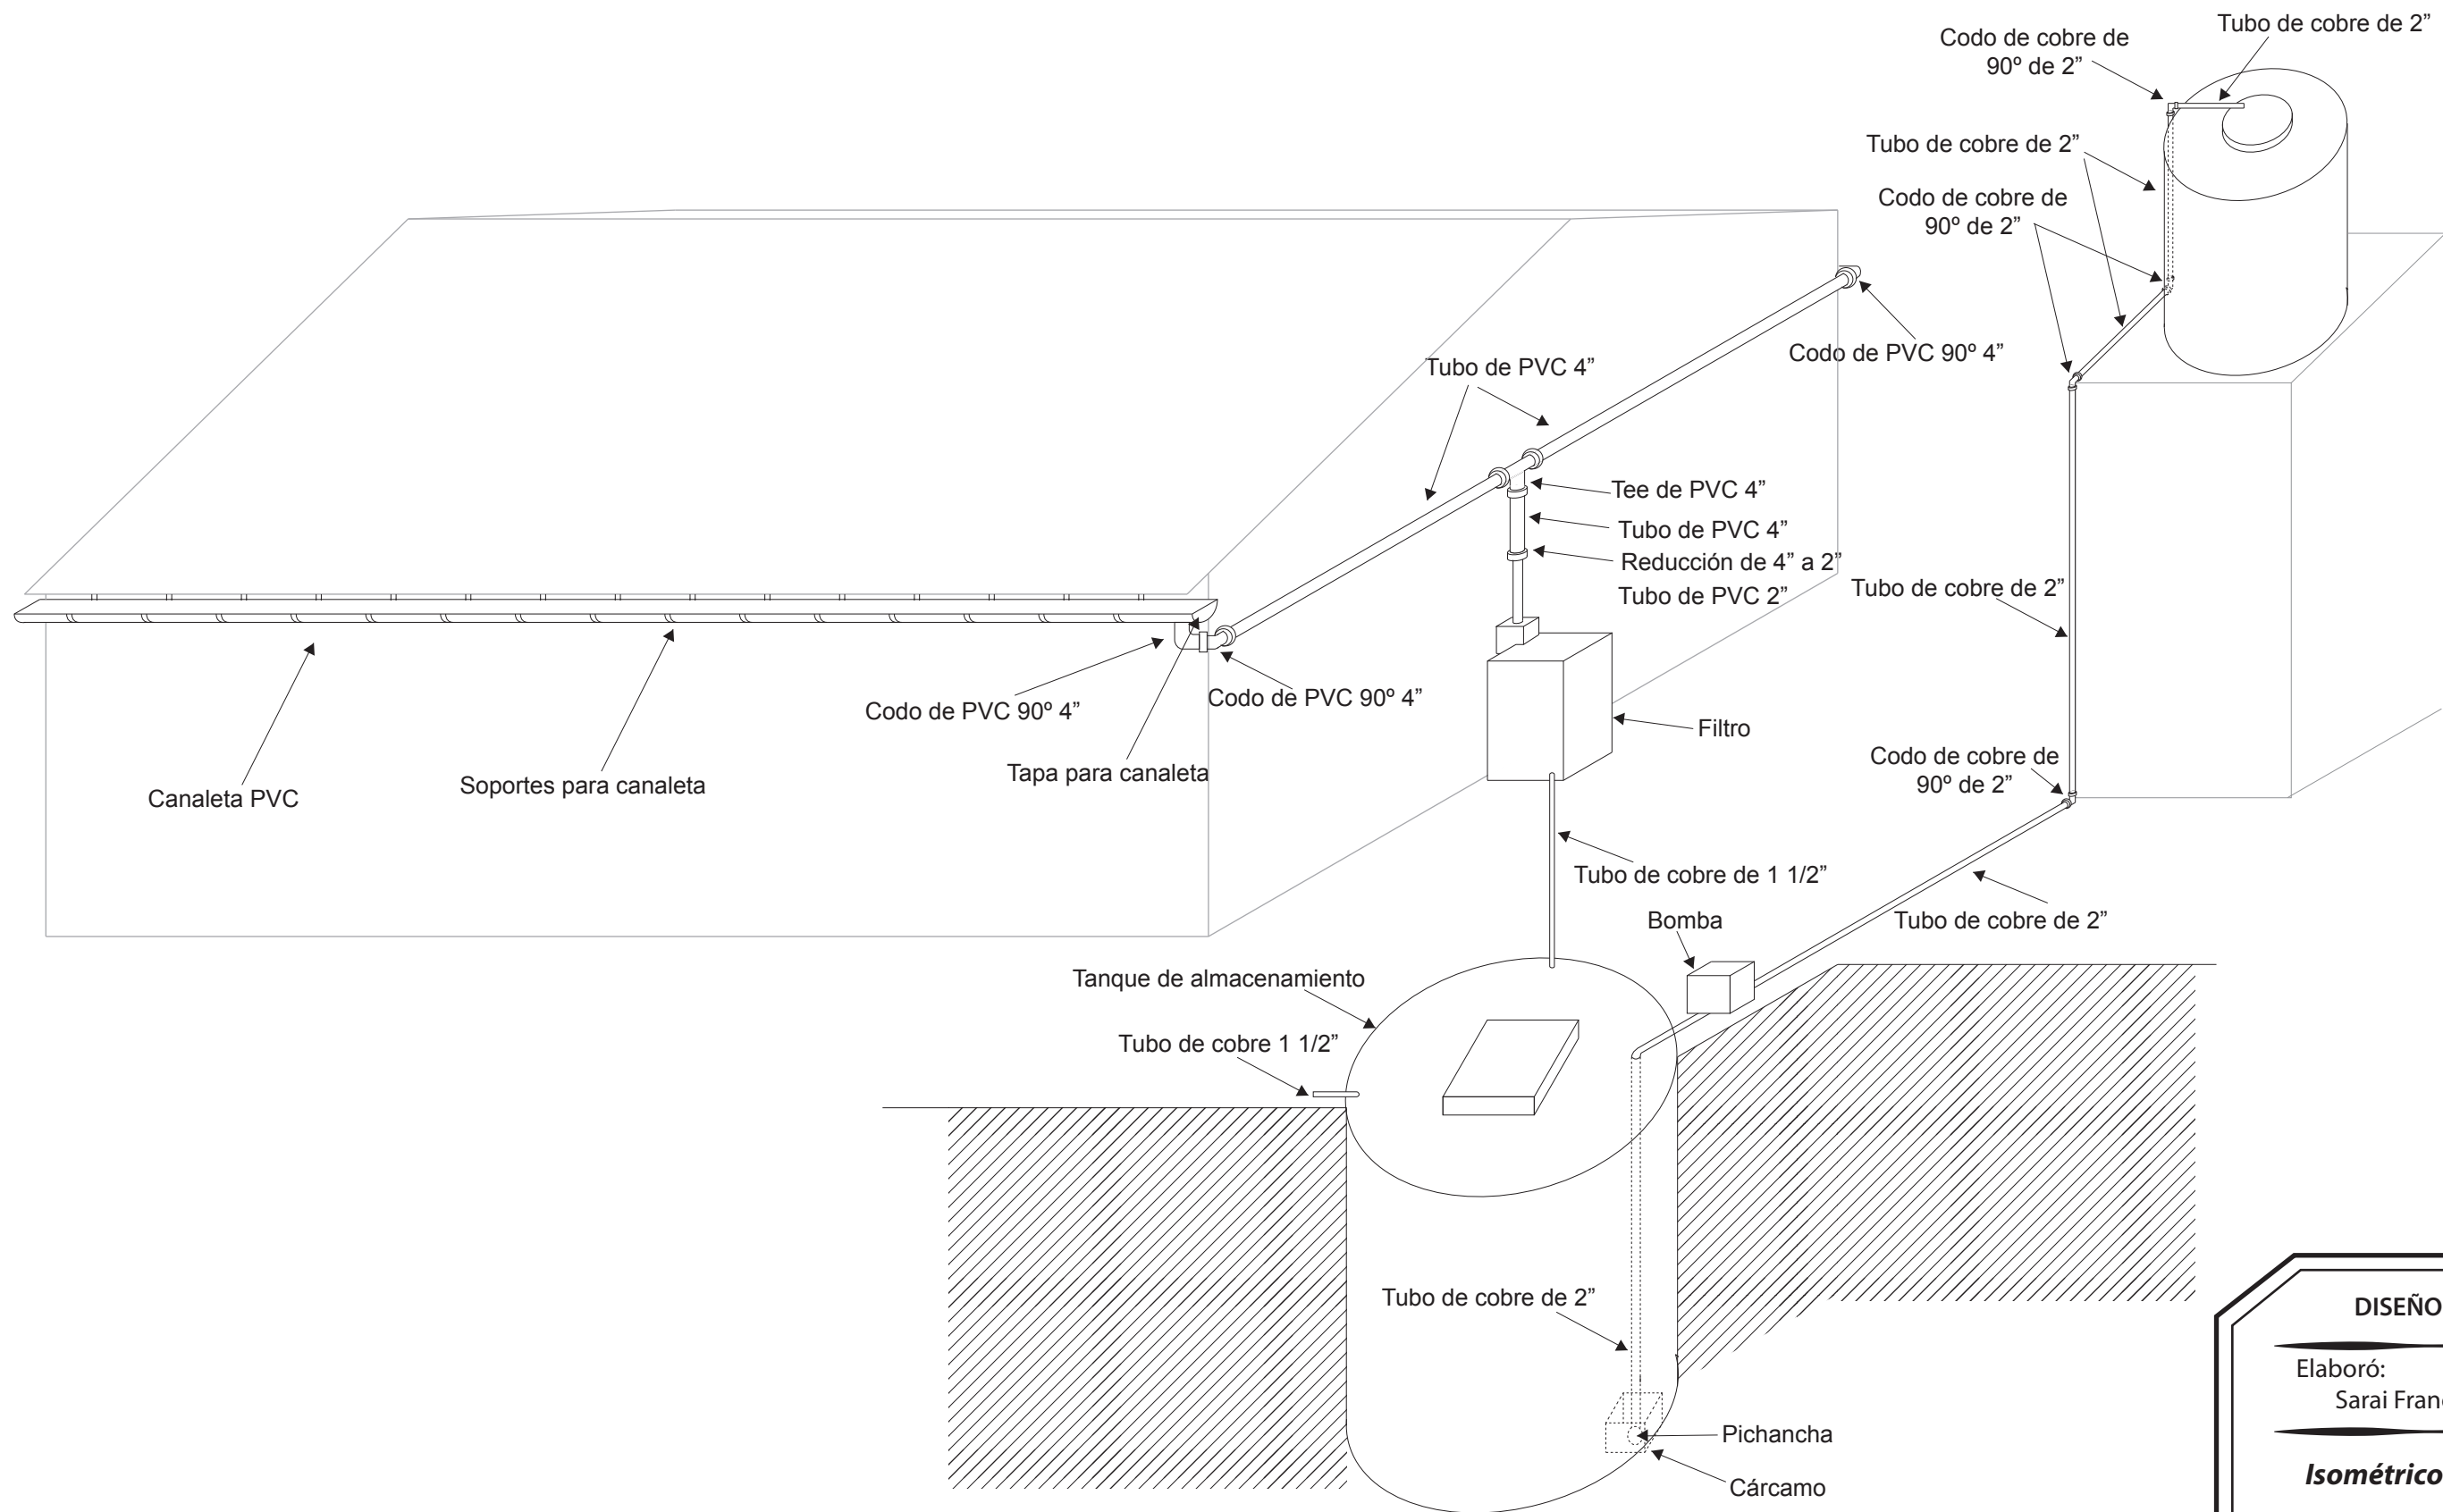 Tubo de cobre de 2”
Codo de cobre de
90º de 2”
Tubo de cobre de 2”
Codo de cobre de
90º de 2”
Codo de PVC 90º 4”
Tubo de PVC 4”
Tee de PVC 4”
Tubo de PVC 4”
Reducción de 4” a 2”
Tubo de PVC 2”
Tubo de cobre de 2”
Codo de PVC 90º 4”
Codo de PVC 90º 4”
Filtro
Tapa para canaleta
Soportes para canaleta
Canaleta PVC
Codo de cobre de
90º de 2”
Tubo de cobre de 1 1/2”
Bomba
Tubo de cobre de 2”
Tanque de almacenamiento
Tubo de cobre 1 1/2”
Tubo de cobre de 2”
Pichancha
Cárcamo
DISEÑO
Elaboró:
Sarai
Isométrico